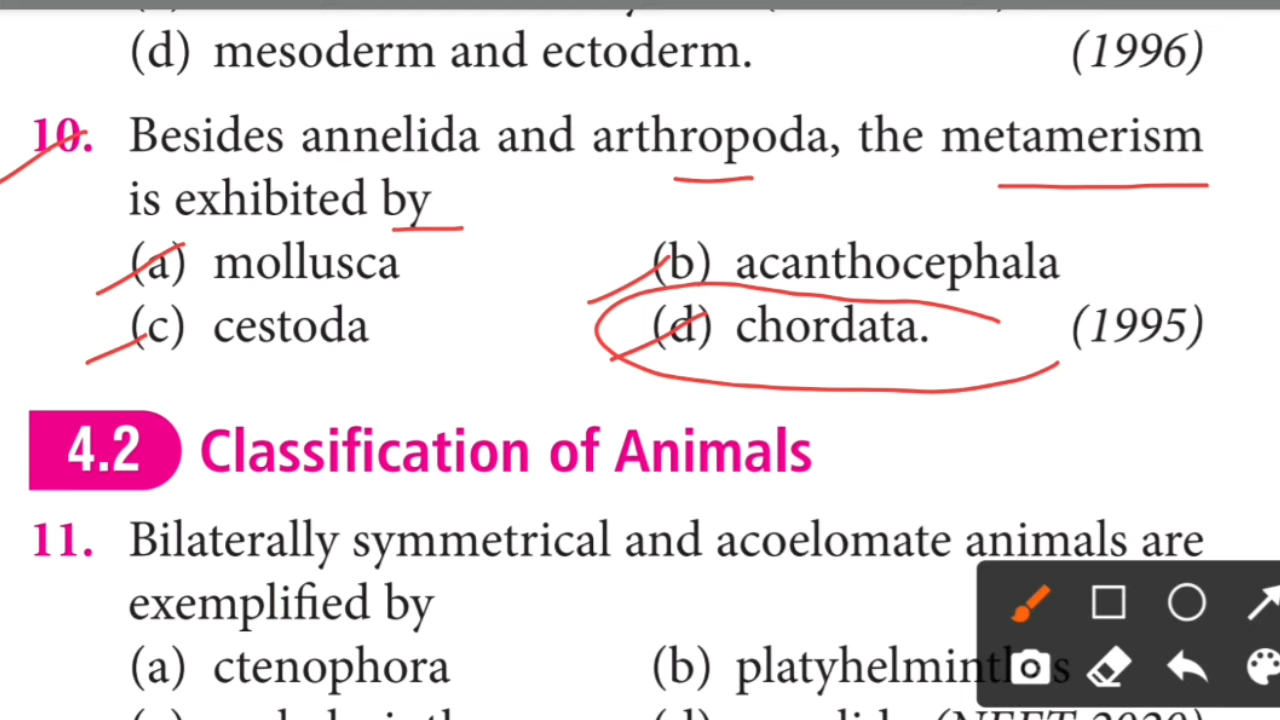 (d) mesoderm and ectoderm. (1996)
10. Besides annelida and arthropoda, the metamerism
is exhibited by
(a) mollusca (b) acanthocephala
(c) cestoda (d) chordata. (1995)
4.2 Classification of Animals
11. Bilaterally symmetrical and acoelomate animals are
exemplified by
(a) ctenophora (b) platyhelminthes